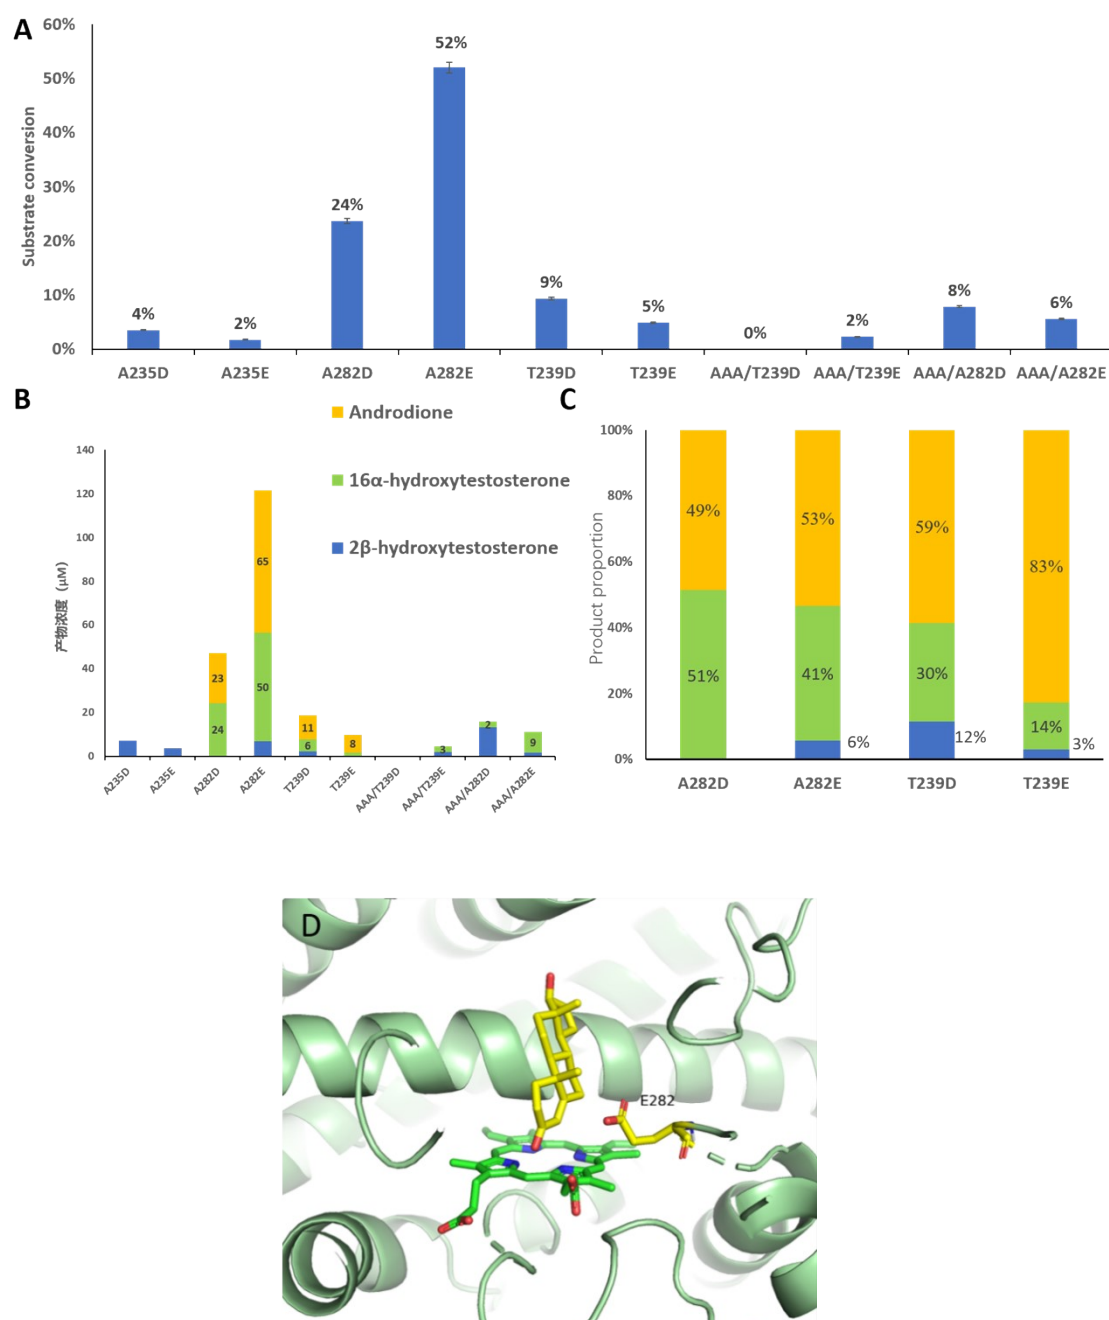 A
60%
50%
40%
30%
20%
10%
0%
Substrate conversion
4%
2%
24%
52%
9%
5%
0%
2%
8%
6%
A235D
A235E
A282D
A282E
T239D
T239E
AAA/T239D
AAA/T239E
AAA/A282D
AAA/A282E
B
Androdione
16α-hydroxytestosterone
2β-hydroxytestosterone
140
120
100
80
60
40
20
0
产物浓度 (μM)
23
24
65
50
11
6
8
3
2
9
A235D
A235E
A282D
A282E
T239D
T239E
AAA/T239D
AAA/T239E
AAA/A282D
AAA/A282E
C
100%
80%
60%
40%
20%
0%
Product proportion
49%
51%
53%
41%
6%
59%
30%
12%
83%
14%
3%
A282D
A282E
T239D
T239E
D
E282